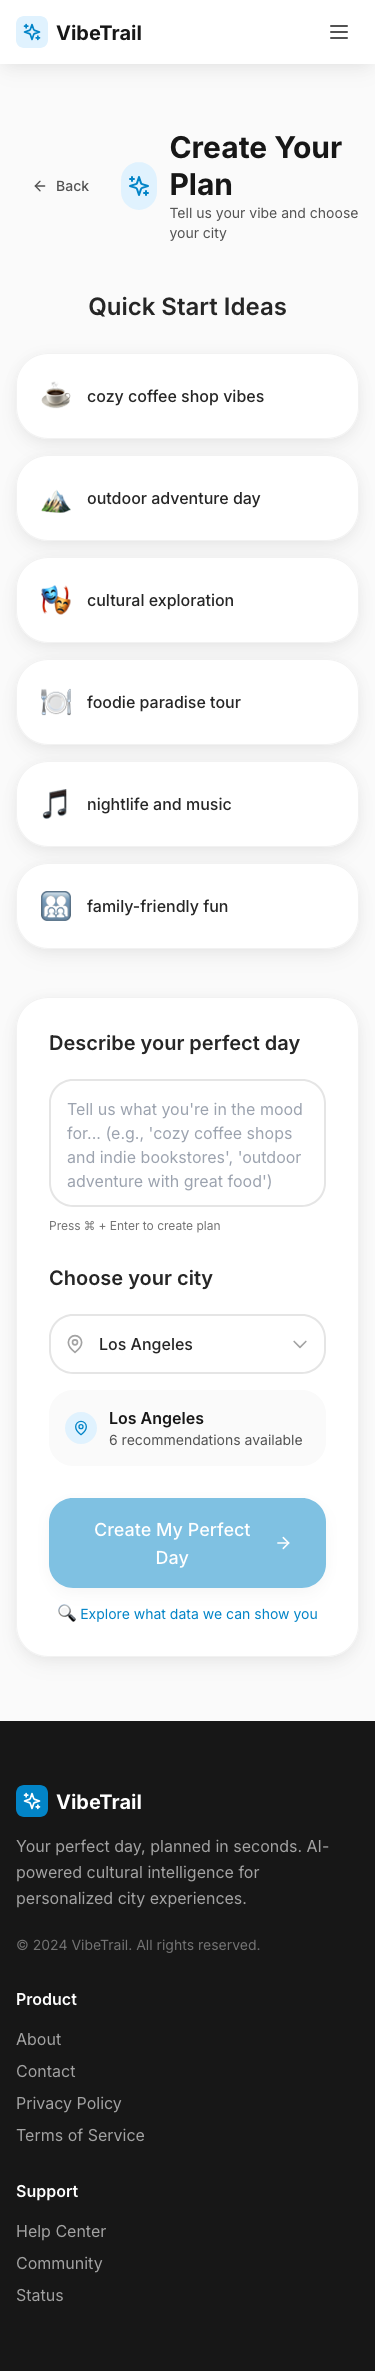 VibeTrail
Back
Create Your
Plan
Tell us your vibe and choose
your city
Quick Start Ideas
cozy coffee shop vibes
outdoor adventure day
cultural exploration
foodie paradise tour
nightlife and music
family-friendly fun
Describe your perfect day
Tell us what you're in the mood
for... (e.g., 'cozy coffee shops
and indie bookstores', 'outdoor
adventure with great food')
Press ⌘ + Enter to create plan
Choose your city
Los Angeles
Los Angeles
6 recommendations available
Create My Perfect
Day
Explore what data we can show you
VibeTrail
Your perfect day, planned in seconds. AI-
powered cultural intelligence for
personalized city experiences.
© 2024 VibeTrail. All rights reserved.
Product
About
Contact
Privacy Policy
Terms of Service
Support
Help Center
Community
Status